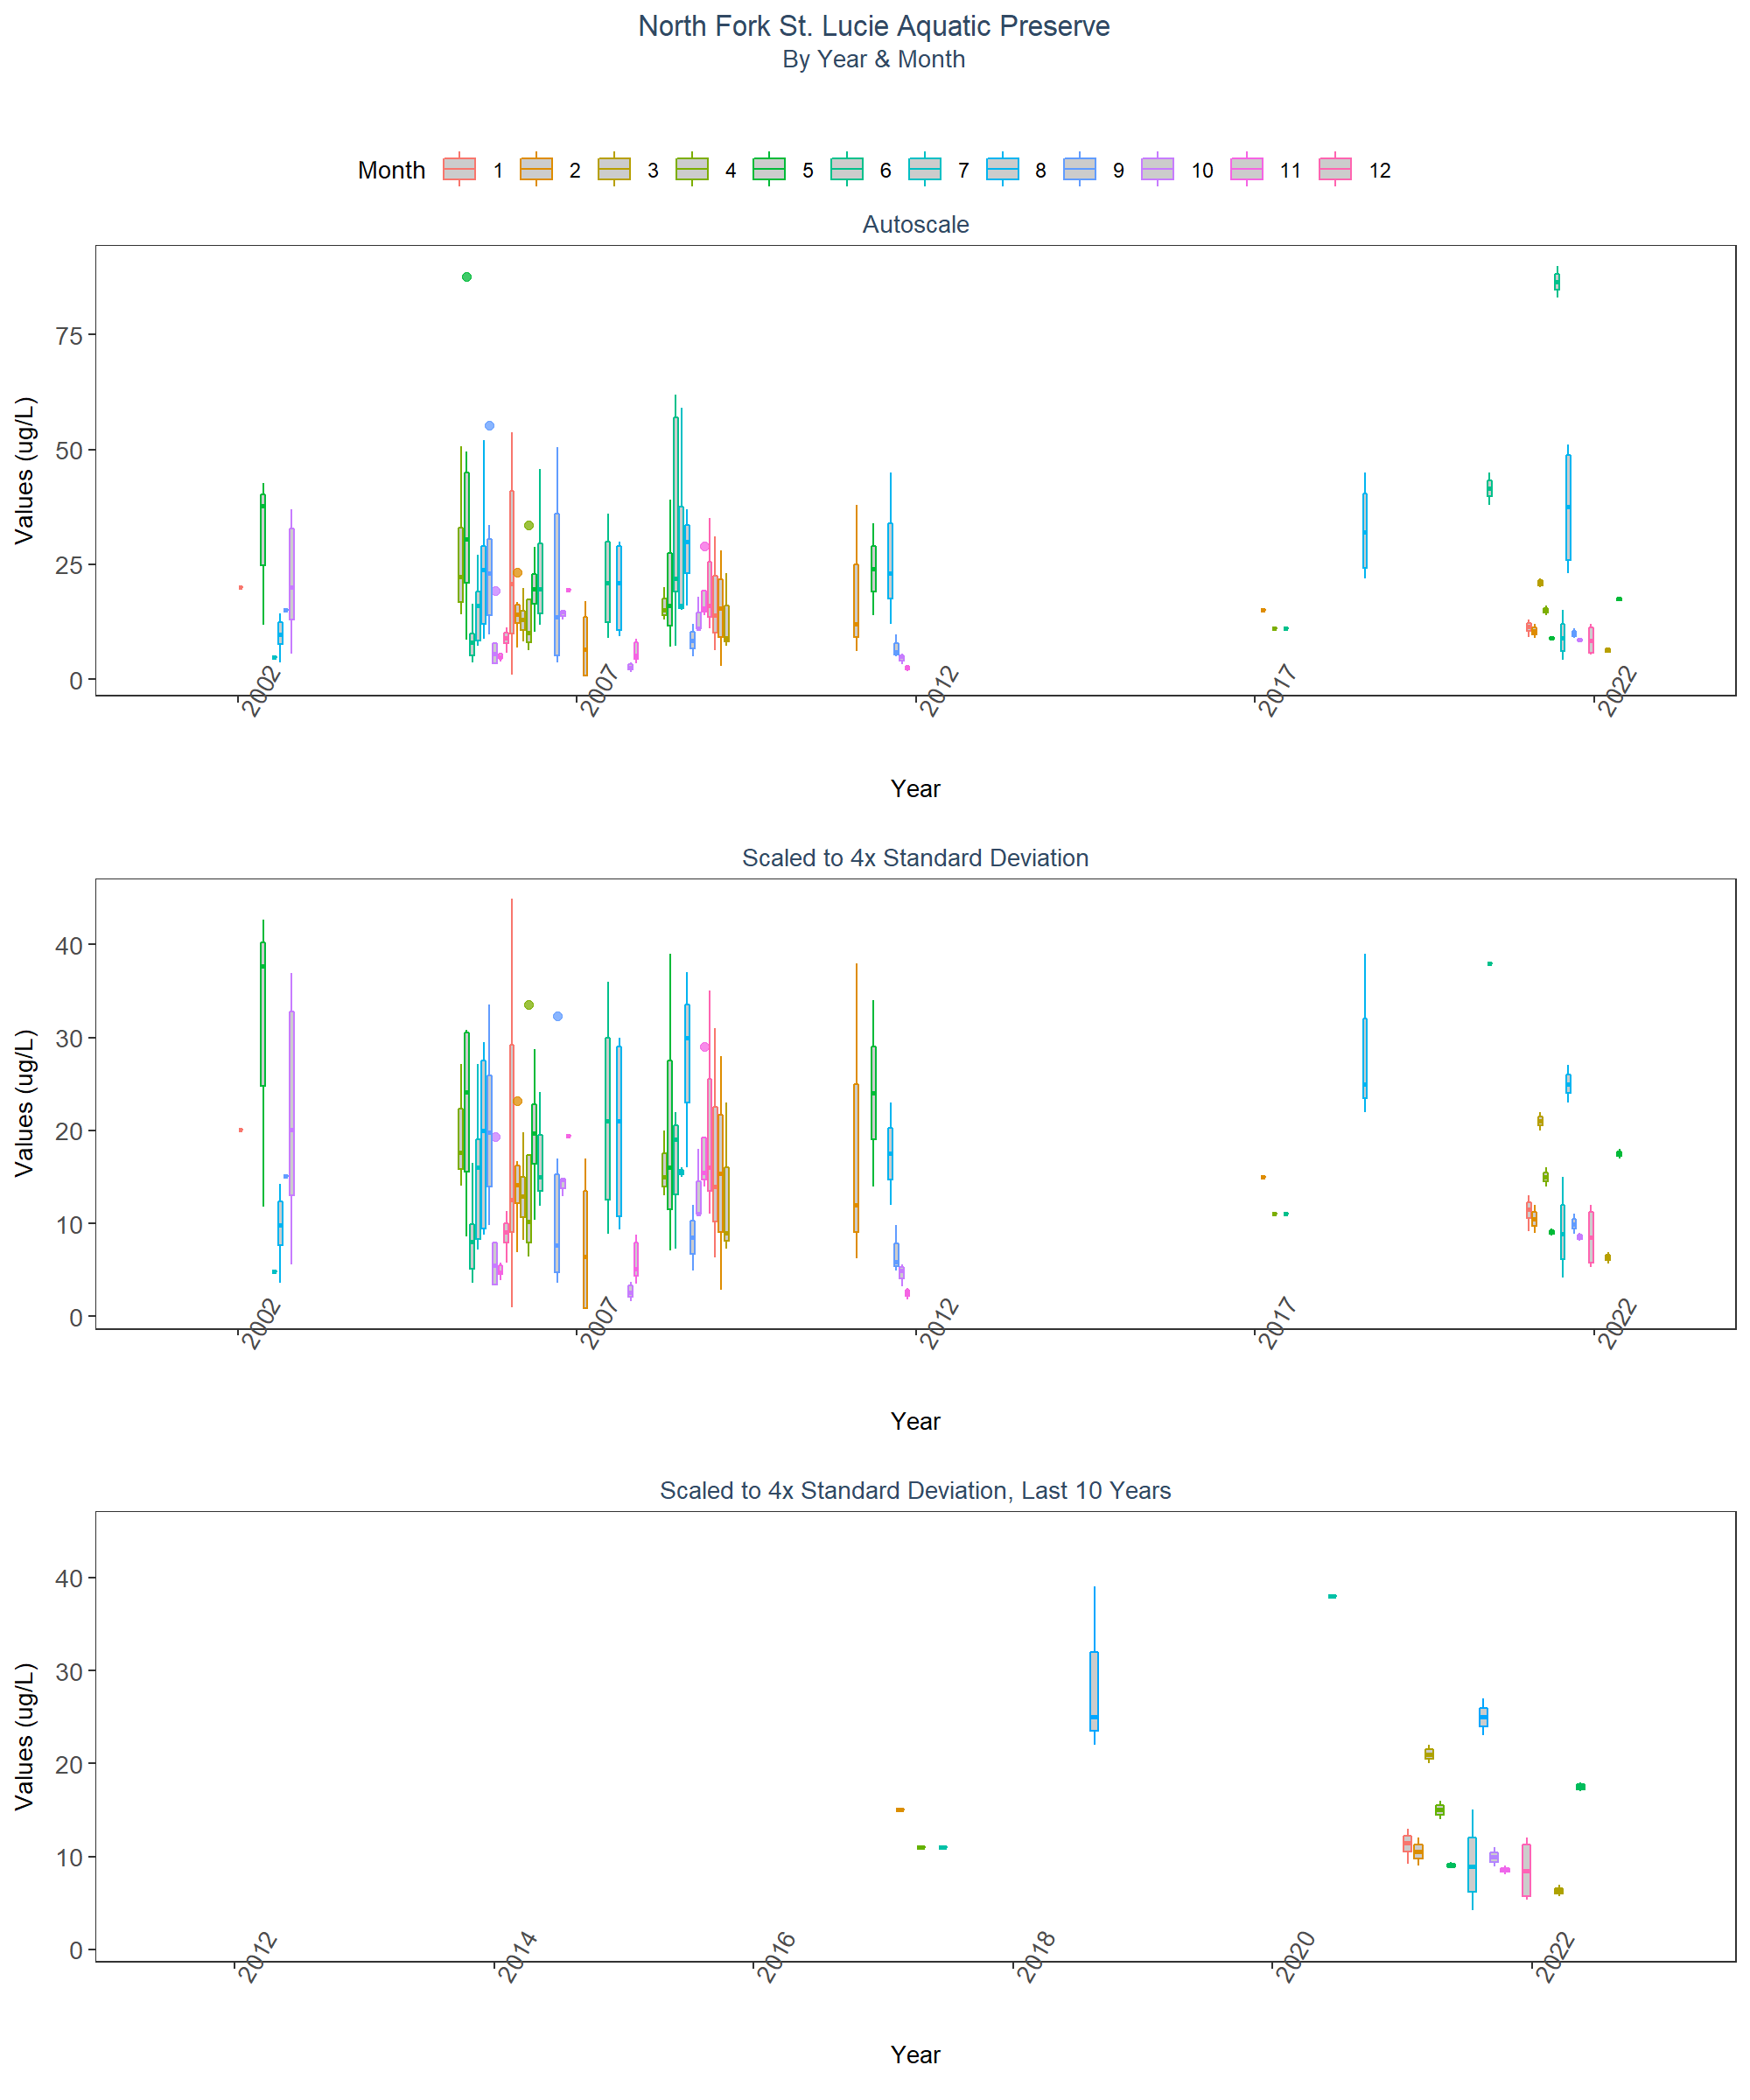 North Fork St. Lucie Aquatic Preserve
By Year & Month
Month 1 2 3 4 5 6 7 8 9 10 11 12
Autoscale
Values (ug/L)
75
50
25
0
2002 2007 2012 2017 2022
Year
Scaled to 4x Standard Deviation
Values (ug/L)
40
30
20
10
0
2002 2007 2012 2017 2022
Year
Scaled to 4x Standard Deviation, Last 10 Years
Values (ug/L)
40
30
20
10
0
2012 2014 2016 2018 2020 2022
Year